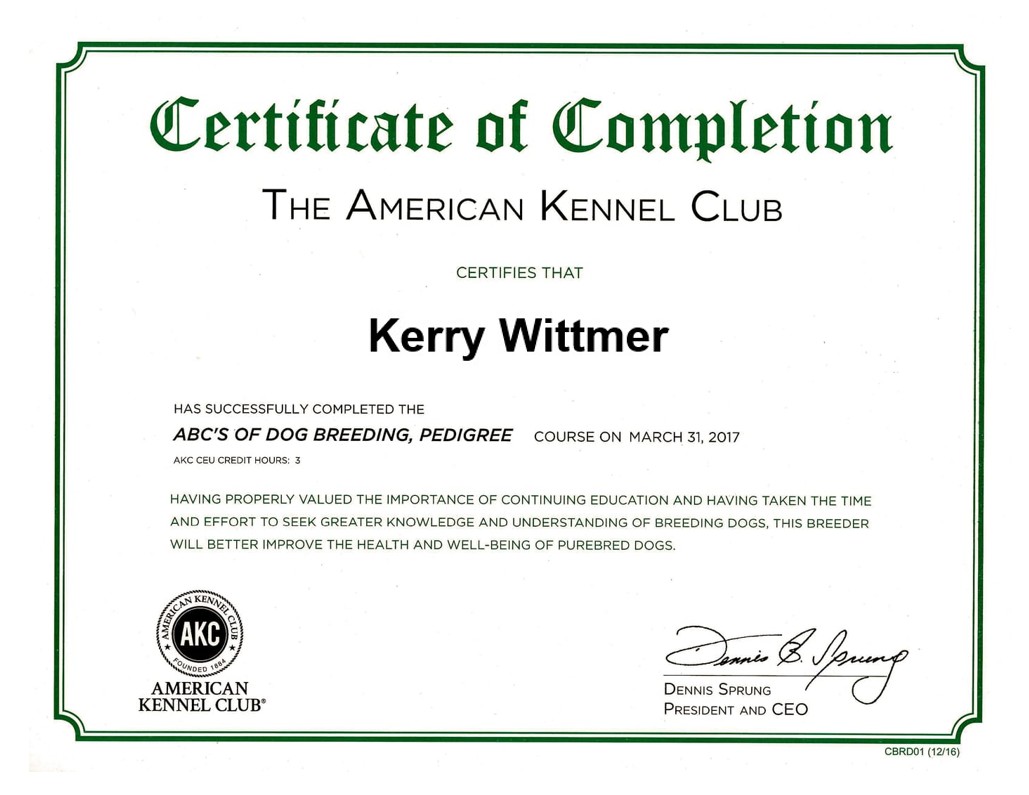 Certificate of Completion
THE AMERICAN KENNEL CLUB
CERTIFIES THAT
Kerry Wittmer
HAS SUCCESSFULLY COMPLETED THE
ABC'S OF DOG BREEDING, PEDIGREE COURSE ON MARCH 31, 2017
AKC CEU CREDIT HOURS: 3
HAVING PROPERLY VALUED THE IMPORTANCE OF CONTINUING EDUCATION AND HAVING TAKEN THE TIME
AND EFFORT TO SEEK GREATER KNOWLEDGE AND UNDERSTANDING OF BREEDING DOGS, THIS BREEDER
WILL BETTER IMPROVE THE HEALTH AND WELL-BEING OF PUREBRED DOGS.
AMERICAN KENNEL CLUB
AKC
FOUNDED 1884
AMERICAN
KENNEL CLUB®
Dennis B. Sprung
DENNIS SPRUNG
PRESIDENT AND CEO
CBRD01 (12/16)